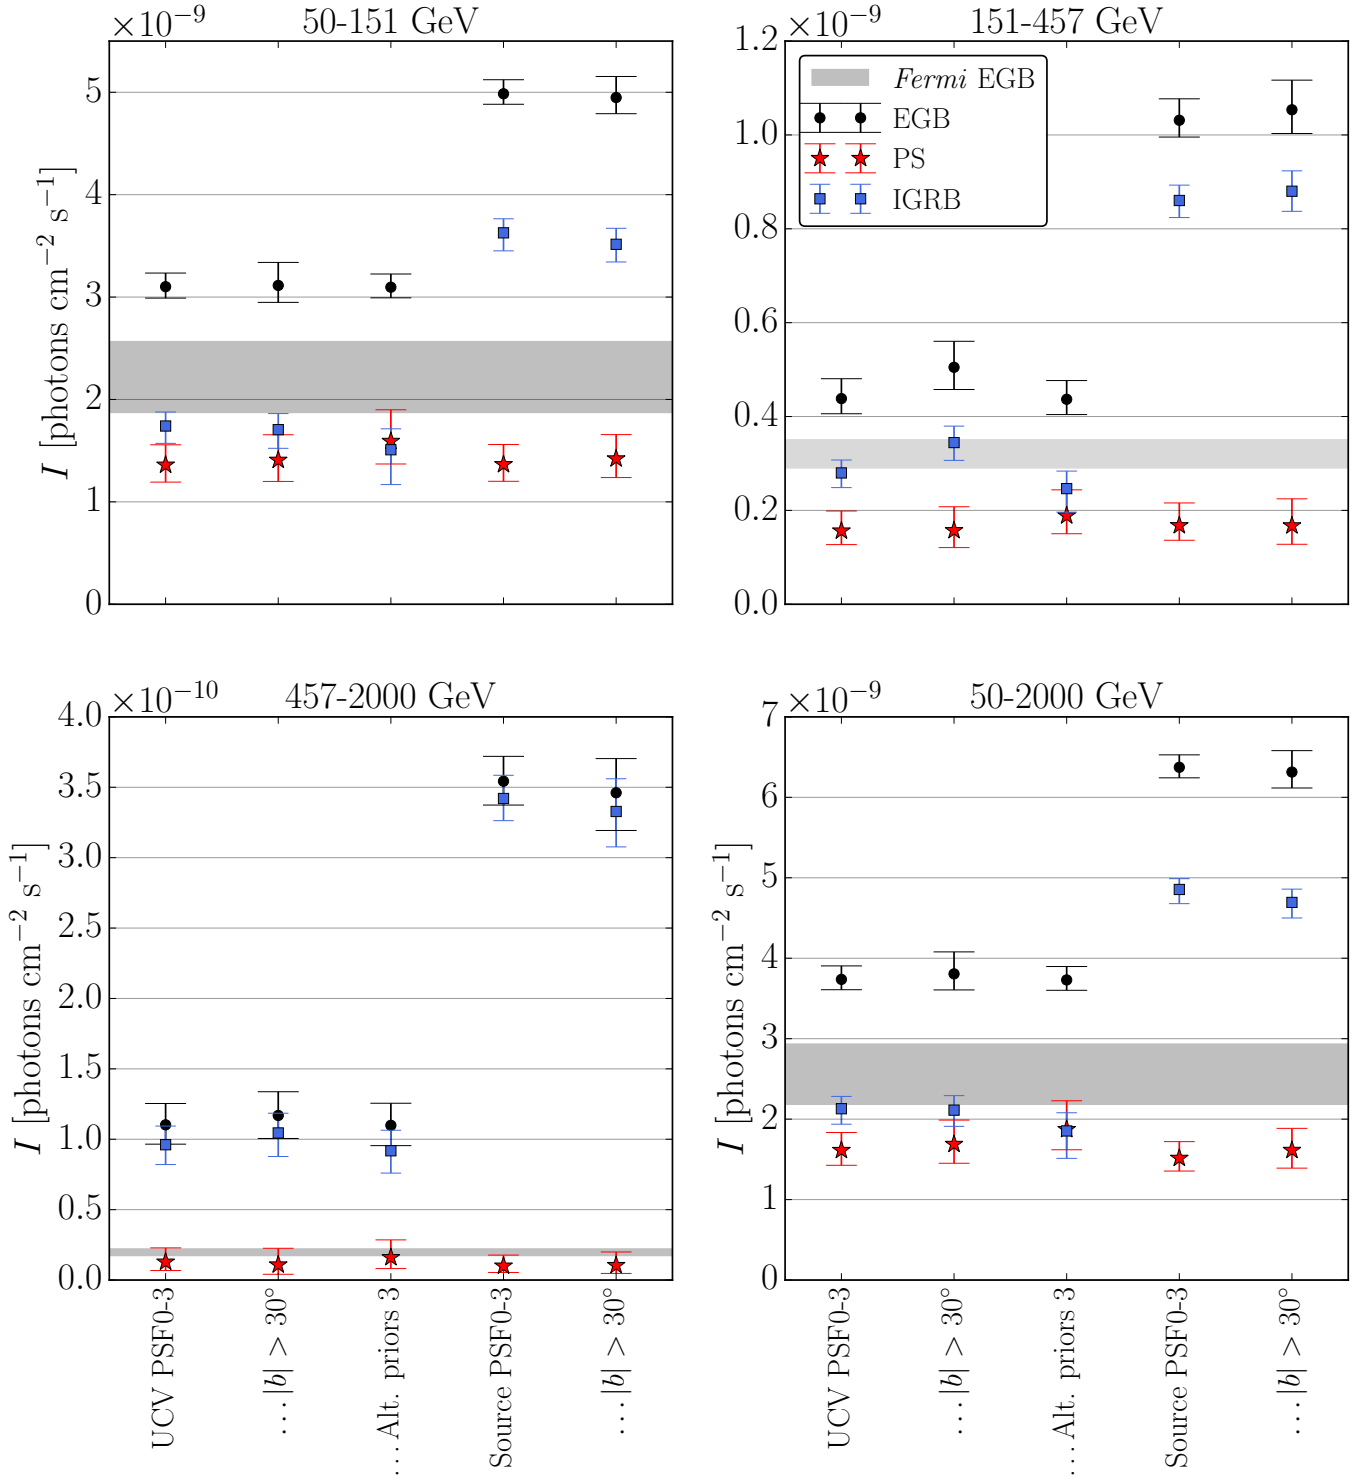 ×10−9 50-151 GeV
5
4
3
2
1
0
I [photons cm−2 s−1]
×10−9 151-457 GeV
1.2
1.0
0.8
0.6
0.4
0.2
0.0
Fermi EGB
EGB
PS
IGRB
×10−10 457-2000 GeV
4.0
3.5
3.0
2.5
2.0
1.5
1.0
0.5
0.0
I [photons cm−2 s−1]
UCV PSF0-3
... |b| > 30°
... Alt. priors 3
Source PSF0-3
... |b| > 30°
×10−9 50-2000 GeV
7
6
5
4
3
2
1
0
I [photons cm−2 s−1]
UCV PSF0-3
... |b| > 30°
... Alt. priors 3
Source PSF0-3
... |b| > 30°